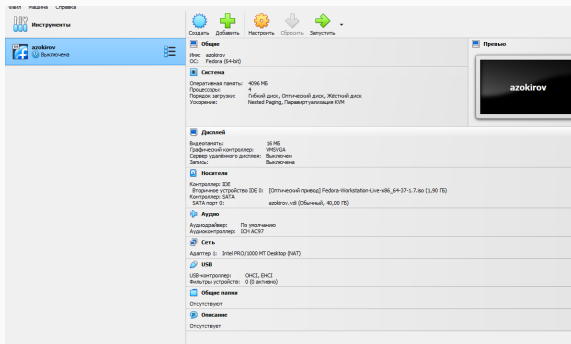 Файл Машина Справка
Инструменты
Создать Добавить Настроить Сбросить Запустить
azokirov
Выключена
Общие
Имя: azokirov
ОС: Fedora (64-bit)
Превью
azokirov
Система
Оперативная память: 4096 МБ
Процессоры: 4
Порядок загрузки: Гибкий диск, Оптический диск, Жёсткий диск
Ускорение: Nested Paging, Паравиртуализация KVM
Дисплей
Видеопамять: 16 МБ
Графический контроллер: VMSVGA
Сервер удалённого дисплея: Выключен
Запись: Выключена
Носители
Контроллер: IDE
Вторичное устройство IDE 0: [Оптический привод] Fedora-Workstation-Live-x86_64-37-1.7.iso (1,90 ГБ)
Контроллер: SATA
SATA порт 0: azokirov.vdi (Обычный, 40,00 ГБ)
Аудио
Аудиодрайвер: По умолчанию
Аудиоконтроллер: ICH AC97
Сеть
Адаптер 1: Intel PRO/1000 MT Desktop (NAT)
USB
USB-контроллер: OHCI, EHCI
Фильтры устройств: 0 (0 активно)
Общие папки
Отсутствуют
Описание
Отсутствует